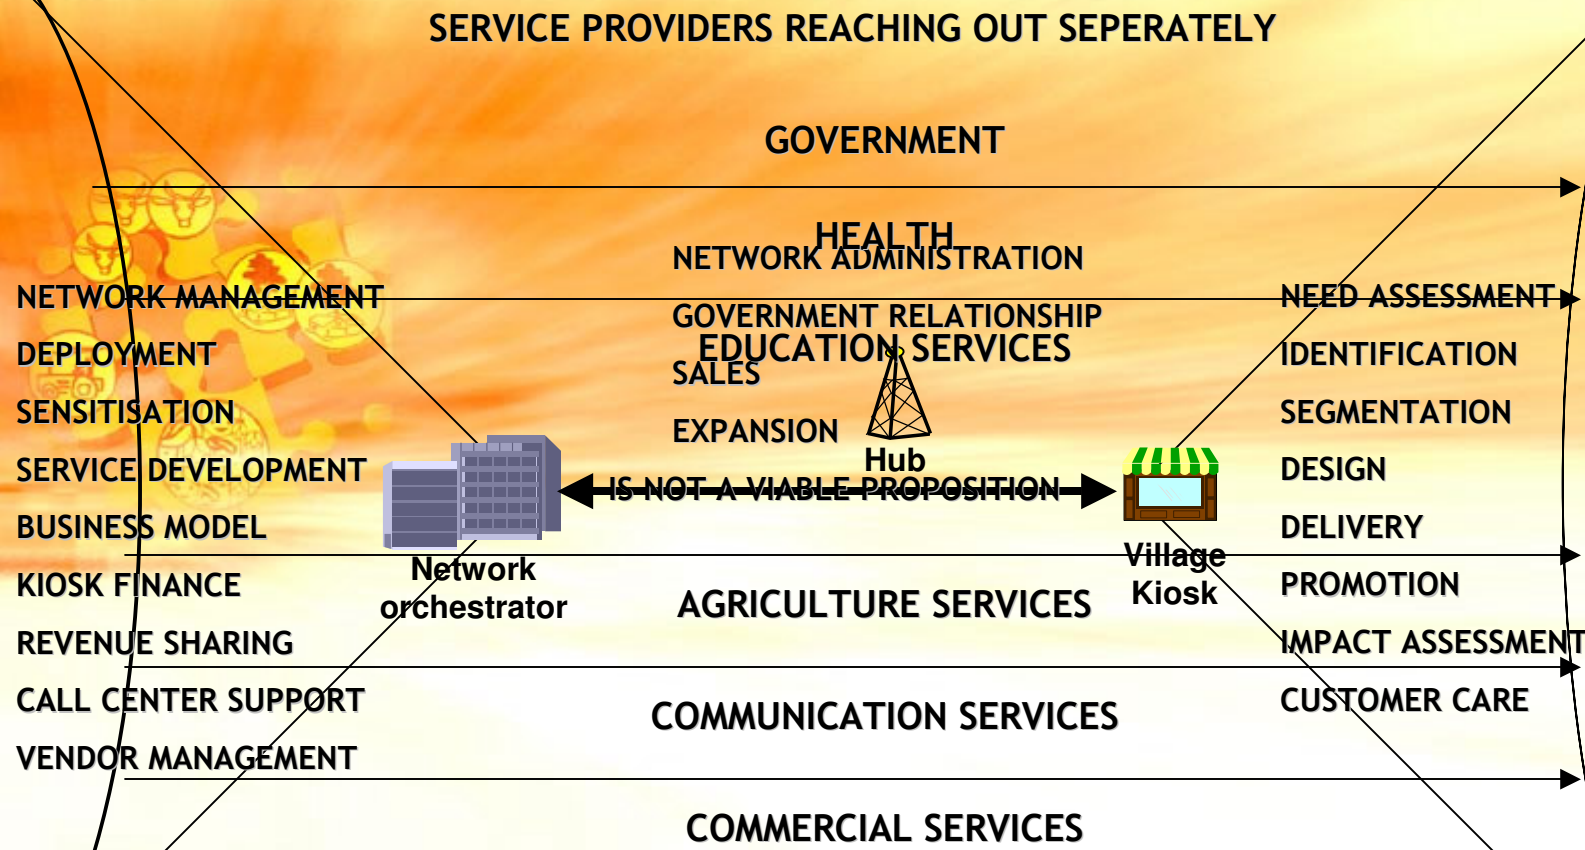 SERVICE PROVIDERS REACHING OUT SEPERATELY
GOVERNMENT
HEALTH
EDUCATION SERVICES
IS NOT A VIABLE PROPOSITION
AGRICULTURE SERVICES
COMMUNICATION SERVICES
COMMERCIAL SERVICES
NETWORK MANAGEMENT
DEPLOYMENT
SENSITISATION
SERVICE DEVELOPMENT
BUSINESS MODEL
KIOSK FINANCE
REVENUE SHARING
CALL CENTER SUPPORT
VENDOR MANAGEMENT
Network
orchestrator
NETWORK ADMINISTRATION
GOVERNMENT RELATIONSHIP
SALES
EXPANSION
Hub
Village
Kiosk
NEED ASSESSMENT
IDENTIFICATION
SEGMENTATION
DESIGN
DELIVERY
PROMOTION
IMPACT ASSESSMENT
CUSTOMER CARE